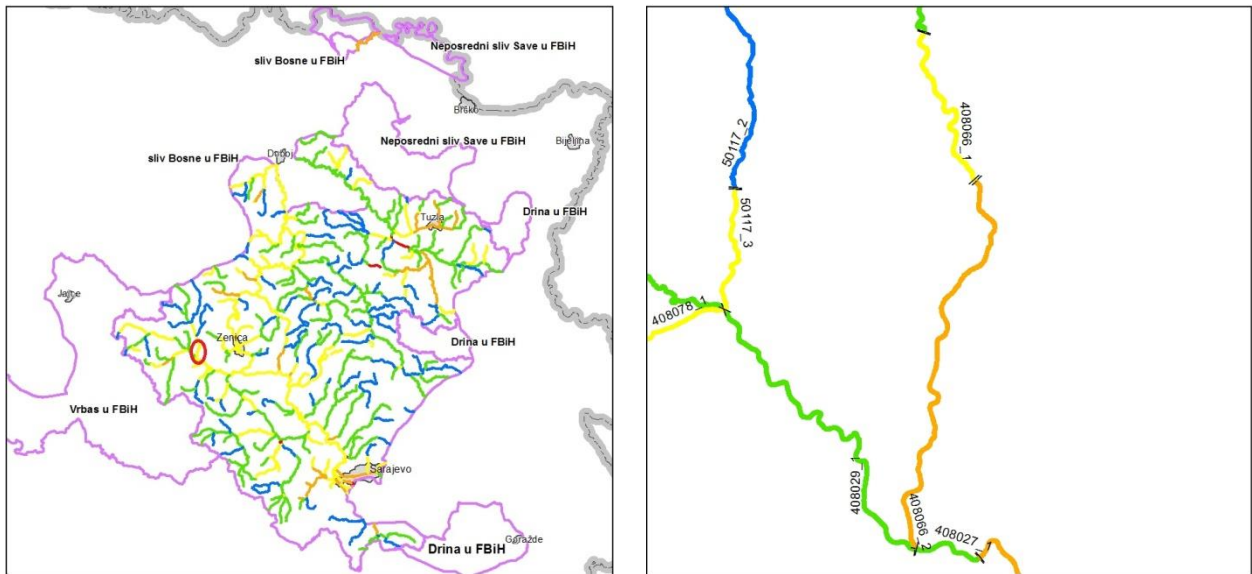 sliv Bosne u FBiH
Neposredni sliv Save u FBiH
Brčko
Bijeljina
Neposredni sliv Save u FBiH
sliv Bosne u FBiH
Doboj
Drina u FBiH
Tuzla
Jajce
Zenica
Drina u FBiH
Vrbas u FBiH
Sarajevo
Goražde
Drina u FBiH
50117_2
408066_1
50117_3
408078_1
408029_1
408066_2
408027_1